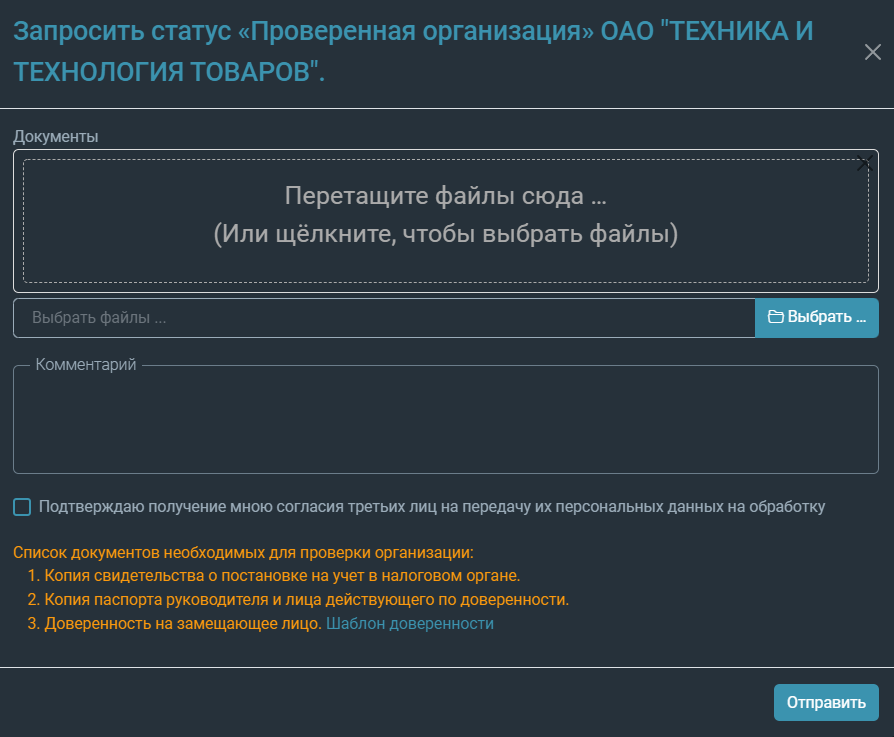 Запросить статус «Проверенная организация» ОАО "ТЕХНИКА И
ТЕХНОЛОГИЯ ТОВАРОВ".
Документы
Перетащите файлы сюда ...
(Или щёлкните, чтобы выбрать файлы)
Выбрать файлы ...
Выбрать ...
Комментарий
Подтверждаю получение мною согласия третьих лиц на передачу их персональных данных на обработку
Список документов необходимых для проверки организации:
1. Копия свидетельства о постановке на учет в налоговом органе.
2. Копия паспорта руководителя и лица действующего по доверенности.
3. Доверенность на замещающее лицо. Шаблон доверенности
Отправить